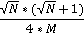 √N * (√N + 1)
4 * M